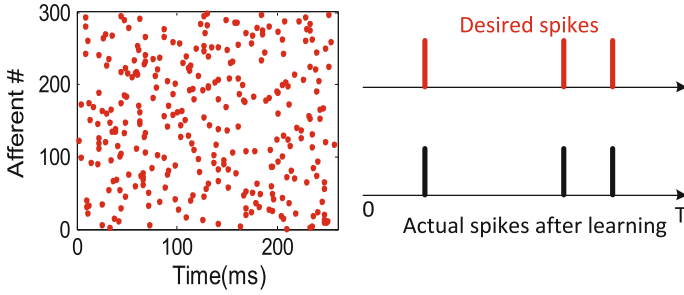 300
200
100
0
Afferent #
0
100
200
Time(ms)
Desired spikes
0
T
Actual spikes after learning